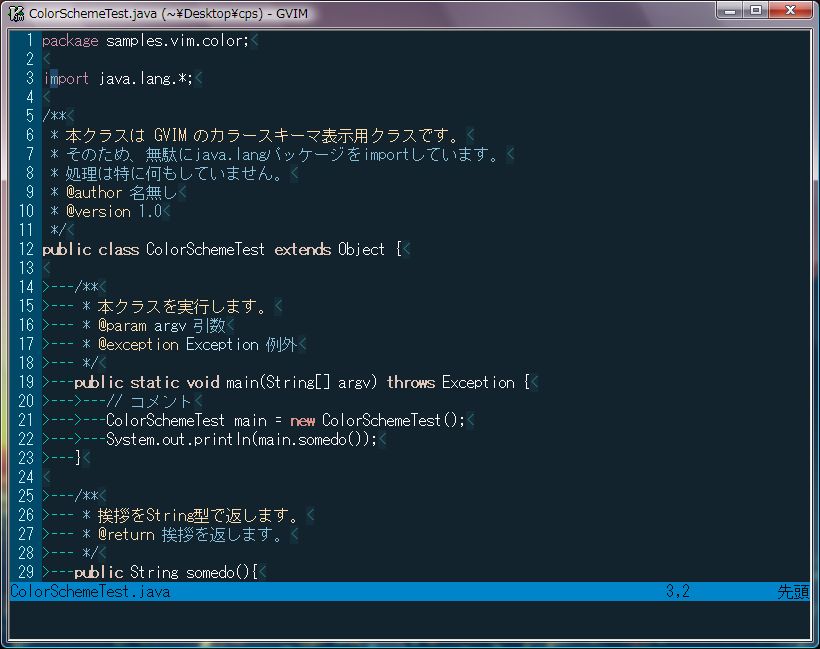 ColorSchemeTest.java (~¥Desktop¥cps) - GVIM
1 package samples.vim.color;<
2 <
3 import java.lang.*;<
4 <
5 /**<
6  * 本クラスは GVIM のカラースキーマ表示用クラスです。<
7  * そのため、無駄にjava.langパッケージをimportしています。<
8  * 処理は特に何もしていません。<
9  * @author 名無し<
10  * @version 1.0<
11  */<
12 public class ColorSchemeTest extends Object {<
13 <
14 >---/**<
15 >--- * 本クラスを実行します。<
16 >--- * @param argv 引数<
17 >--- * @exception Exception 例外<
18 >--- */<
19 >---public static void main(String[] argv) throws Exception {<
20 >--->---// コメント<
21 >--->---ColorSchemeTest main = new ColorSchemeTest();<
22 >--->---System.out.println(main.somedo());<
23 >---}<
24 <
25 >---/**<
26 >--- * 挨拶をString型で返します。<
27 >--- * @return 挨拶を返します。<
28 >--- */<
29 >---public String somedo(){<
ColorSchemeTest.java 3,2 先頭